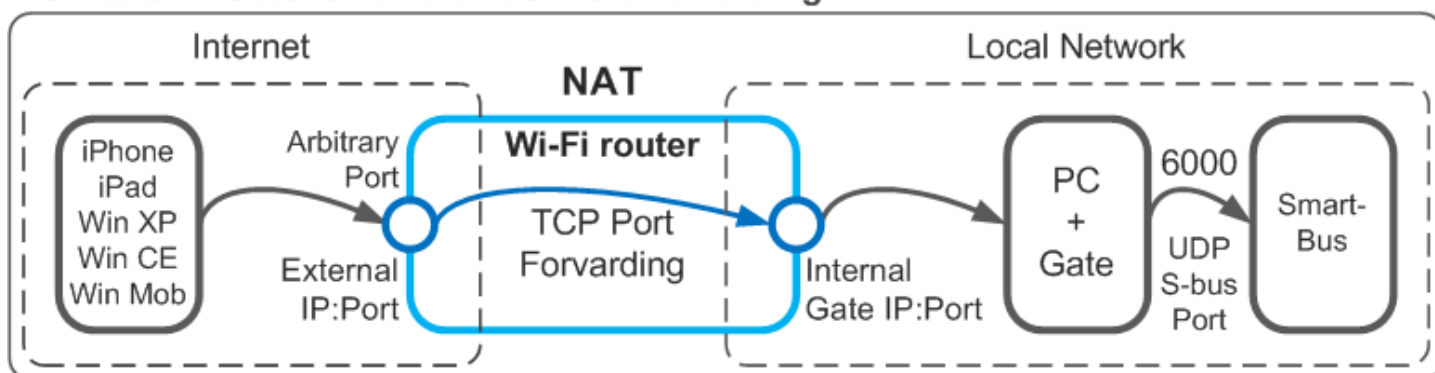 Internet
Local Network
NAT
Wi-Fi router
iPhone
iPad
Win XP
Win CE
Win Mob
Arbitrary
Port
External
IP:Port
TCP Port
Forvarding
Internal
Gate IP:Port
PC
+
Gate
6000
UDP
S-bus
Port
Smart-
Bus